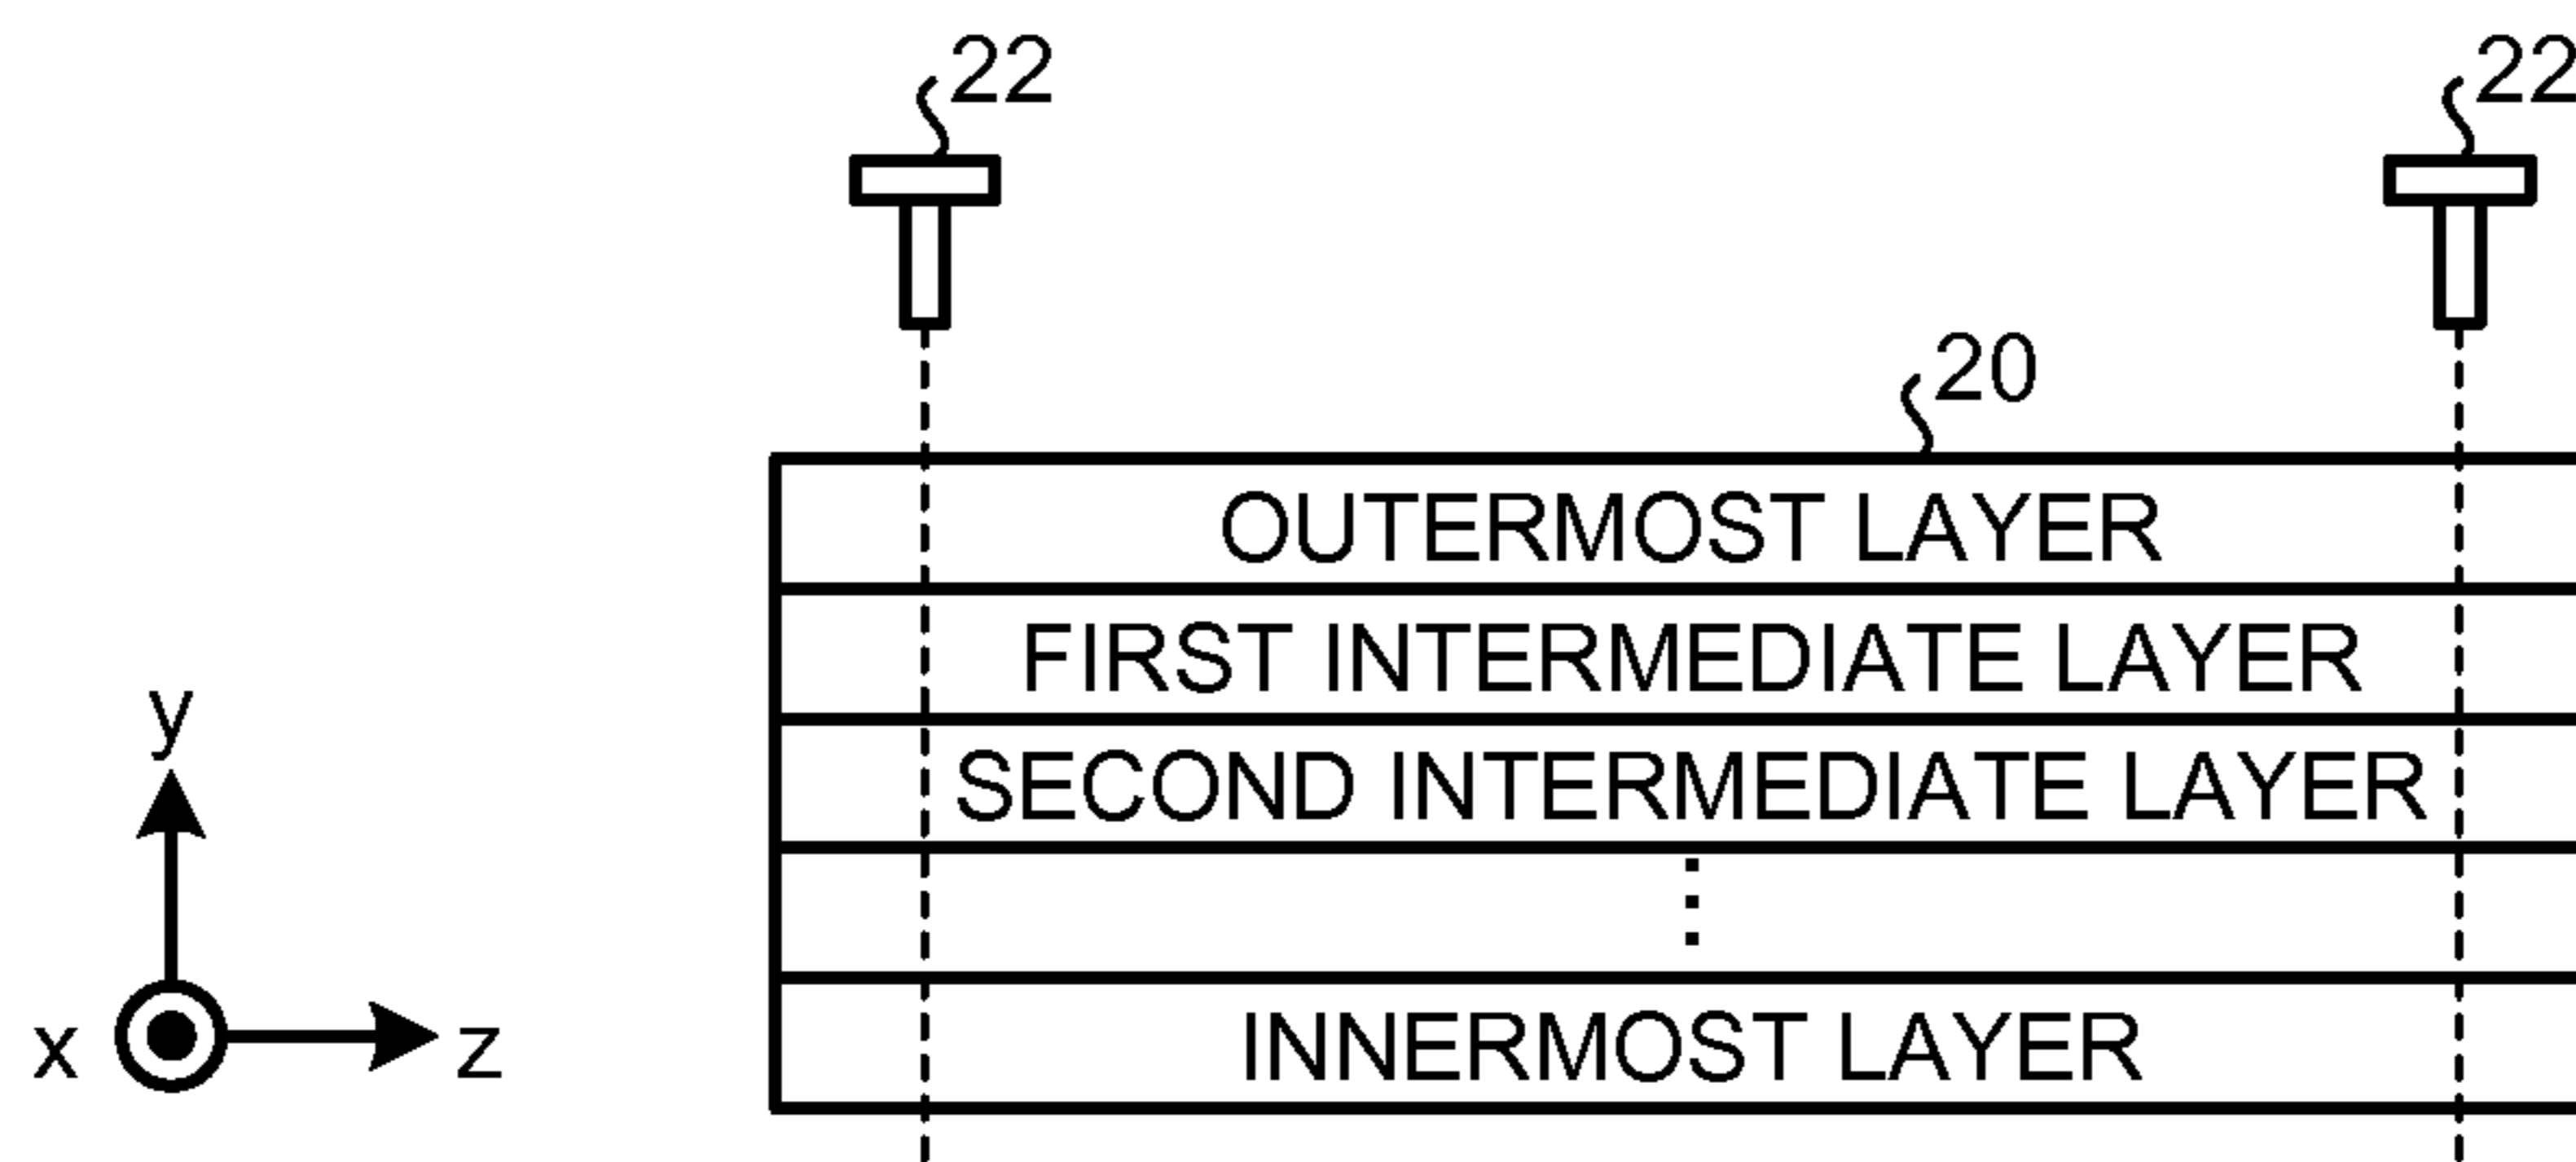 22
22
20
OUTERMOST LAYER
FIRST INTERMEDIATE LAYER
SECOND INTERMEDIATE LAYER
⋮
INNERMOST LAYER
y
x
z